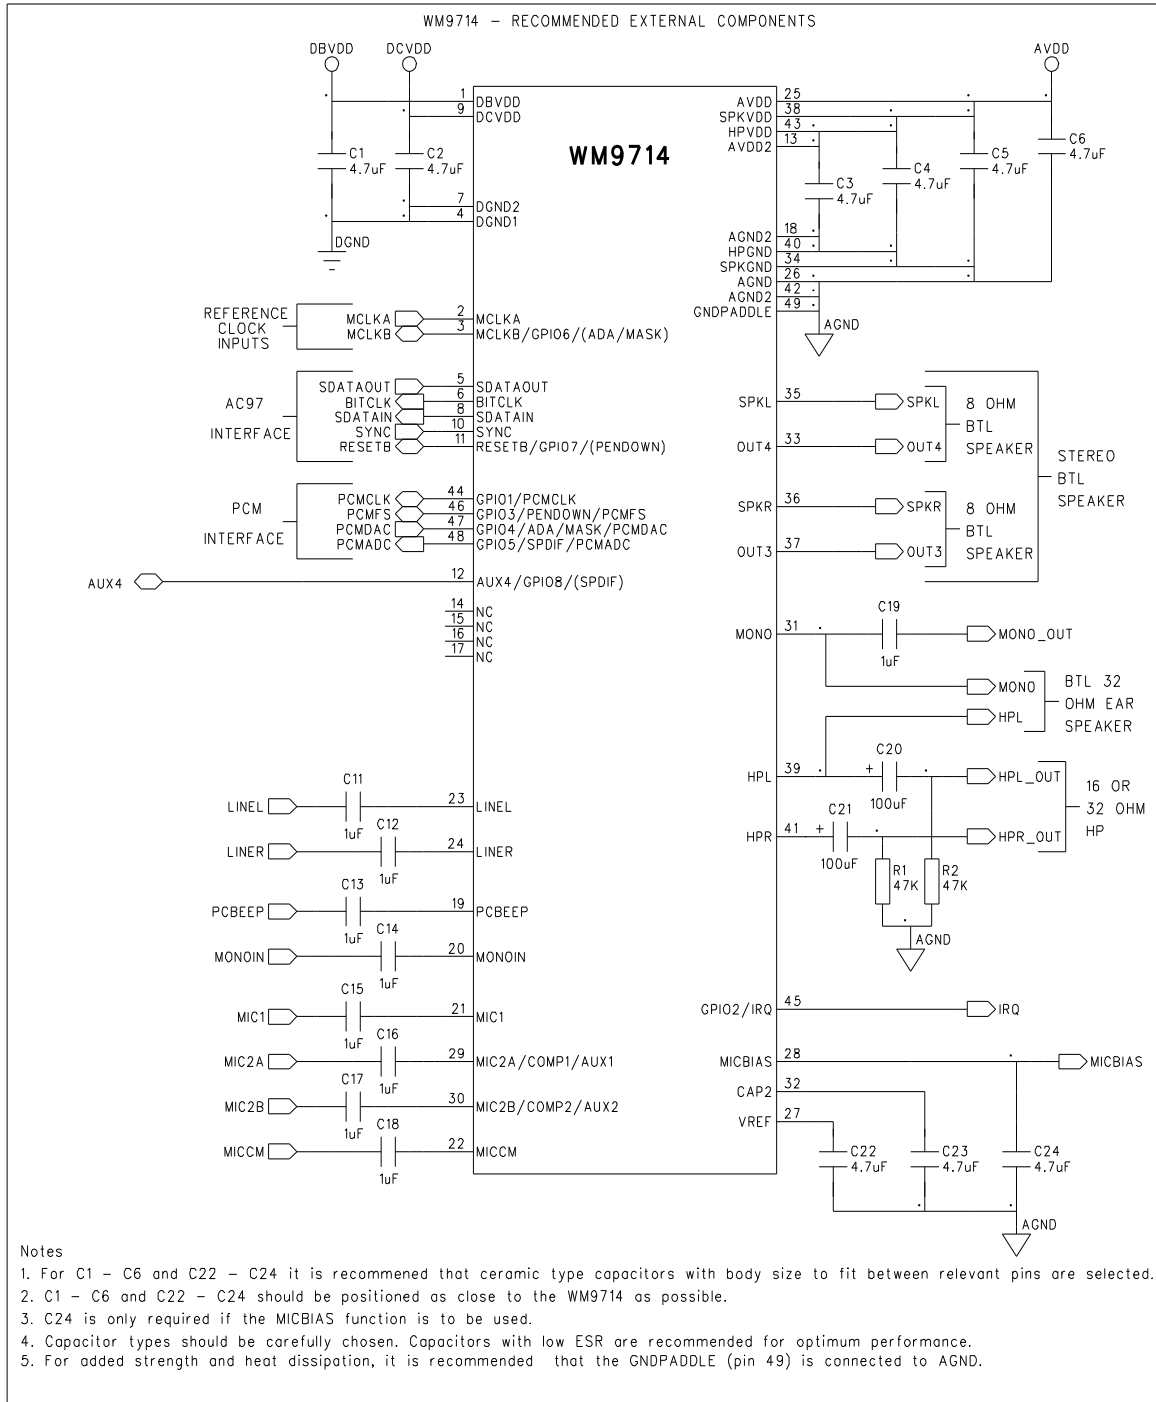 WM9714 – RECOMMENDED EXTERNAL COMPONENTS
DBVDD
DCVDD
AVDD
WM9714
1
DBVDD
9
DCVDD
C1
4.7uF
C2
4.7uF
7
DGND2
4
DGND1
DGND
AVDD
25
SPKVDD
38
HPVDD
43
AVDD2
13
C3
4.7uF
C4
4.7uF
C5
4.7uF
C6
4.7uF
AGND2
18
HPGND
40
SPKGND
34
AGND
26
AGND2
42
GNDPADDLE
49
AGND
REFERENCE
CLOCK
INPUTS
MCLKA
2
MCLKA
MCLKB
3
MCLKB/GPIO6/(ADA/MASK)
AC97
INTERFACE
SDATAOUT
5
SDATAOUT
BITCLK
6
BITCLK
SDATAIN
8
SDATAIN
SYNC
10
SYNC
RESETB
11
RESETB/GPIO7/(PENDOWN)
PCM
INTERFACE
PCMCLK
44
GPIO1/PCMCLK
PCMFS
46
GPIO3/PENDOWN/PCMFS
PCMDAC
47
GPIO4/ADA/MASK/PCMDAC
PCMADC
48
GPIO5/SPDIF/PCMADC
AUX4
12
AUX4/GPIO8/(SPDIF)
14
NC
15
NC
16
NC
17
NC
SPKL
35
SPKL
OUT4
33
OUT4
8 OHM
BTL
SPEAKER
SPKR
36
SPKR
OUT3
37
OUT3
8 OHM
BTL
SPEAKER
STEREO
BTL
SPEAKER
MONO
31
C19
1uF
MONO_OUT
MONO
HPL
BTL 32
OHM EAR
SPEAKER
HPL
39
+
C20
100uF
HPL_OUT
HPR
41
+
C21
100uF
HPR_OUT
16 OR
32 OHM
HP
R1
47K
R2
47K
AGND
LINEL
C11
1uF
23
LINEL
LINER
C12
1uF
24
LINER
PCBEEP
C13
1uF
19
PCBEEP
MONOIN
C14
1uF
20
MONOIN
MIC1
C15
1uF
21
MIC1
MIC2A
C16
1uF
29
MIC2A/COMP1/AUX1
MIC2B
C17
1uF
30
MIC2B/COMP2/AUX2
MICCM
C18
1uF
22
MICCM
GPIO2/IRQ
45
IRQ
MICBIAS
28
MICBIAS
CAP2
32
VREF
27
C22
4.7uF
C23
4.7uF
C24
4.7uF
AGND
Notes
1. For C1 – C6 and C22 – C24 it is recommened that ceramic type capacitors with body size to fit between relevant pins are selected.
2. C1 – C6 and C22 – C24 should be positioned as close to the WM9714 as possible.
3. C24 is only required if the MICBIAS function is to be used.
4. Capacitor types should be carefully chosen. Capacitors with low ESR are recommended for optimum performance.
5. For added strength and heat dissipation, it is recommended that the GNDPADDLE (pin 49) is connected to AGND.